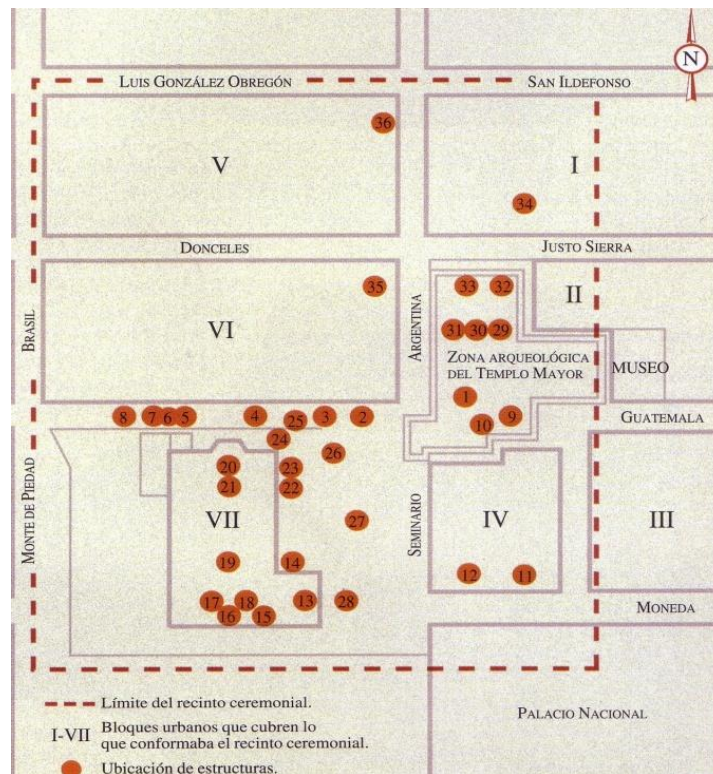 N
LUIS GONZÁLEZ OBREGÓN
SAN ILDEFONSO
36
V
I
34
DONCELES
JUSTO SIERRA
35
33
32
II
BRASIL
VI
ARGENTINA
31
30
29
ZONA ARQUEOLÓGICA
DEL TEMPLO MAYOR
MUSEO
1
8
7
6
5
4
25
3
2
10
9
GUATEMALA
24
26
20
23
21
22
MONTE DE PIEDAD
VII
27
SEMINARIO
IV
III
19
14
12
11
17
18
13
28
16
15
MONEDA
Límite del recinto ceremonial.
PALACIO NACIONAL
I-VII
Bloques urbanos que cubren lo
que conformaba el recinto ceremonial.
Ubicación de estructuras.